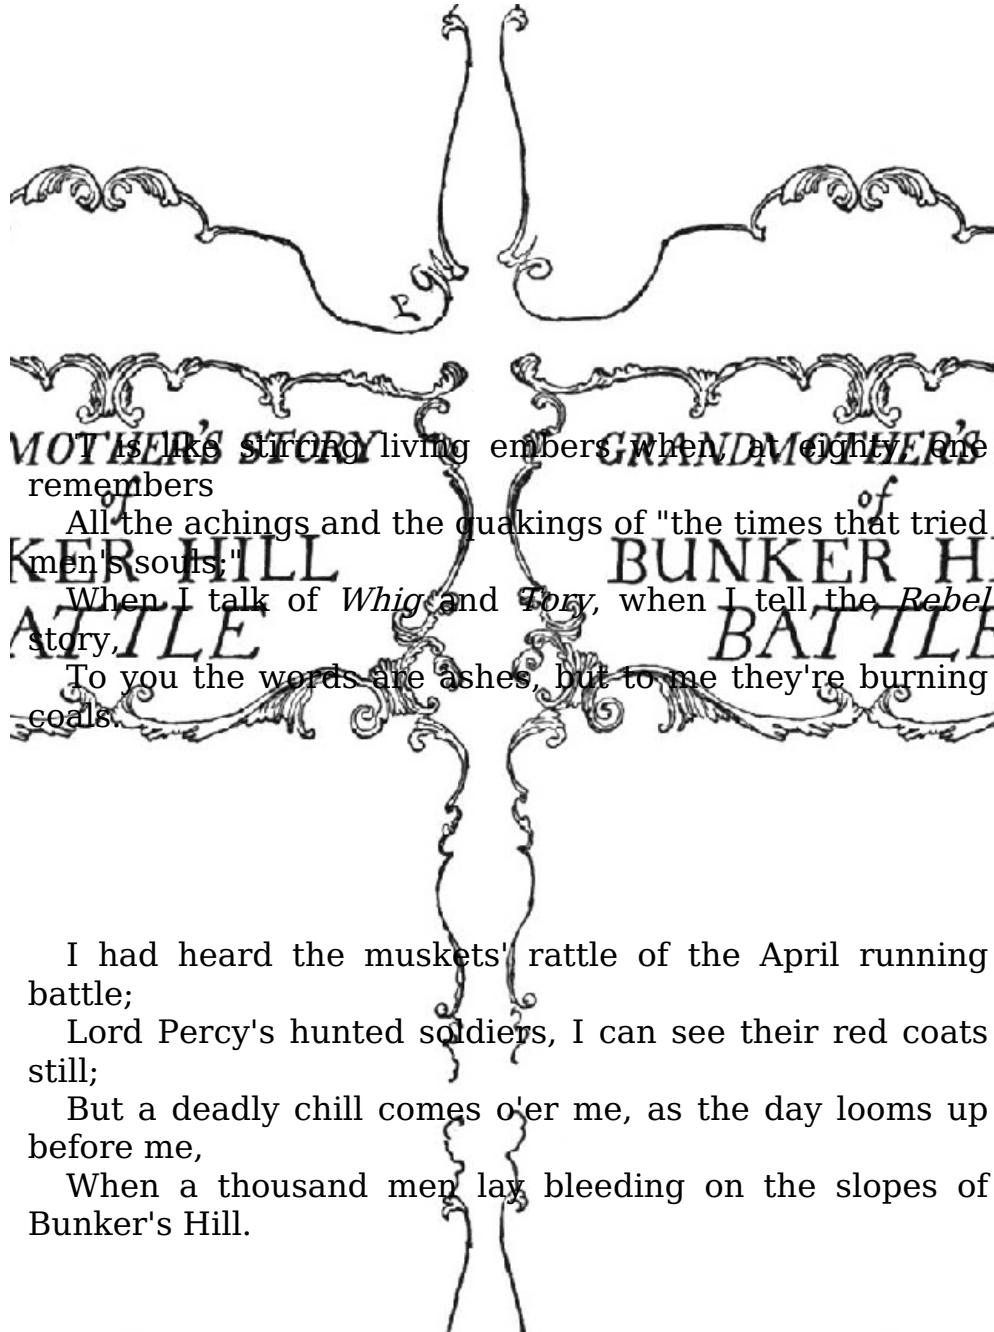 MOTHER'S STORY
GRANDMOTHER'S
of
of
KER HILL
BUNKER HI
ATTLE
BATTLE
'T is like stirring living embers when, at eighty, one
remembers
All the achings and the quakings of "the times that tried
men's souls;"
When I talk of Whig and Tory, when I tell the Rebel
story,
To you the words are ashes, but to me they're burning
coals.
I had heard the muskets' rattle of the April running
battle;
Lord Percy's hunted soldiers, I can see their red coats
still;
But a deadly chill comes o'er me, as the day looms up
before me,
When a thousand men lay bleeding on the slopes of
Bunker's Hill.